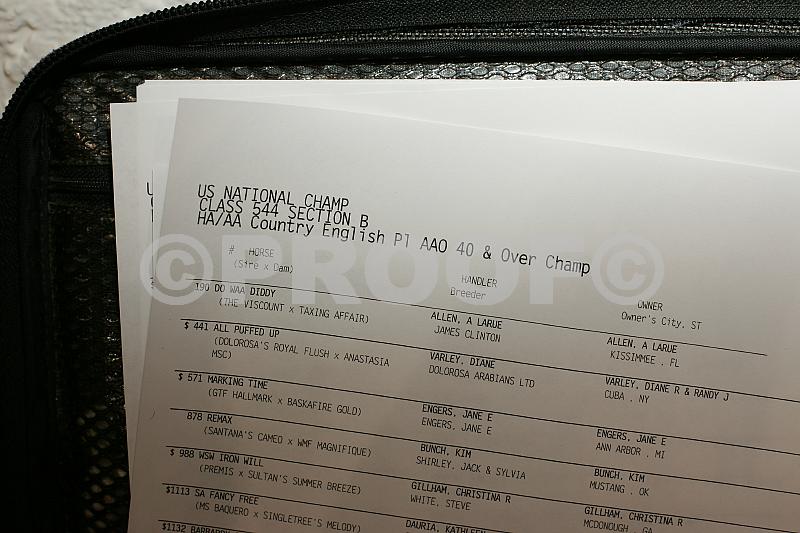 US NATIONAL CHAMP
CLASS 544 SECTION B
HA/AA Country English Pl AAO 40 & Over Champ
# HORSE HANDLER OWNER
(Sire x Dam) Breeder Owner's City, ST
190 DO WAA DIDDY ALLEN, A LARUE ALLEN, A LARUE
(THE VISCOUNT x TAXING AFFAIR) JAMES CLINTON KISSIMMEE , FL
$ 441 ALL PUFFED UP VARLEY, DIANE VARLEY, DIANE R & RANDY J
(DOLOROSA'S ROYAL FLUSH x ANASTASIA DOLOROSA ARABIANS LTD CUBA , NY
MSC)
$ 571 MARKING TIME ENGERS, JANE E ENGERS, JANE E
(GTF HALLMARK x BASKAFIRE GOLD) ENGERS, JANE E ANN ARBOR , MI
878 REMAX BUNCH, KIM BUNCH, KIM
(SANTANA'S CAMEO x WMF MAGNIFIQUE) SHIRLEY, JACK & SYLVIA MUSTANG , OK
$ 988 WSW IRON WILL GILLHAM, CHRISTINA R GILLHAM, CHRISTINA R
(PREMIS x SULTAN'S SUMMER BREEZE) WHITE, STEVE MCDONOUGH , GA
$1113 SA FANCY FREE DAURIA, KATHLEEN
(MS BAQUERO x SINGLETREE'S MELODY)
$1132
©PROOF©